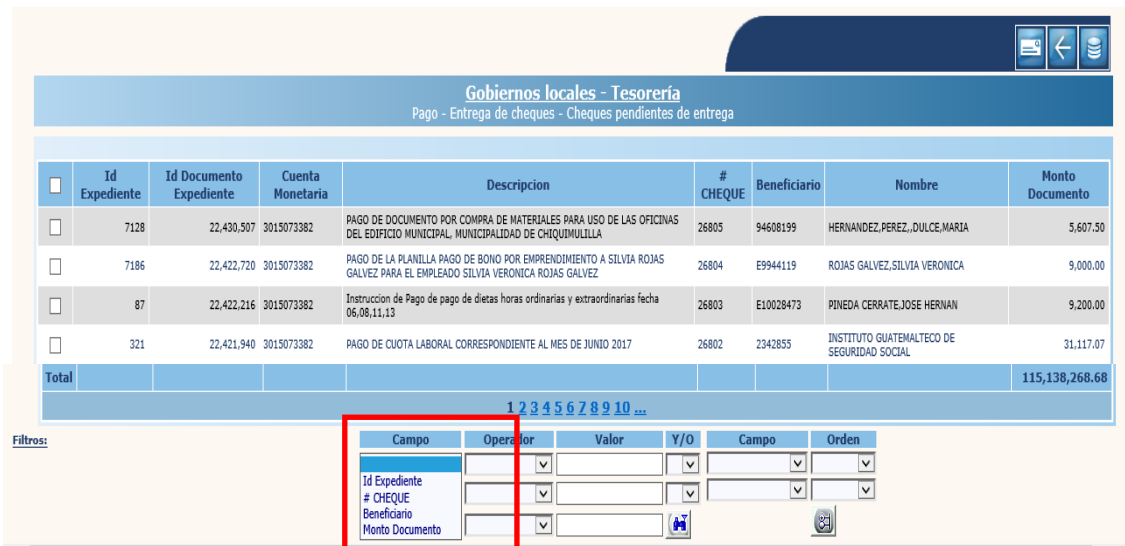 Gobiernos locales - Tesorería
Pago - Entrega de cheques - Cheques pendientes de entrega
Id Expediente Id Documento Expediente Cuenta Monetaria Descripcion # CHEQUE Beneficiario Nombre Monto Documento
7128 22,430,507 3015073382 PAGO DE DOCUMENTO POR COMPRA DE MATERIALES PARA USO DE LAS OFICINAS DEL EDIFICIO MUNICIPAL, MUNICIPALIDAD DE CHIQUIMULILLA 26805 94608199 HERNANDEZ,PEREZ,,DULCE,MARIA 5,607.50
7186 22,422,720 3015073382 PAGO DE LA PLANILLA PAGO DE BONO POR EMPRENDIMIENTO A SILVIA ROJAS GALVEZ PARA EL EMPLEADO SILVIA VERONICA ROJAS GALVEZ 26804 E9944119 ROJAS GALVEZ,SILVIA VERONICA 9,000.00
87 22,422,216 3015073382 Instruccion de Pago de pago de dietas horas ordinarias y extraordinarias fecha 06,08,11,13 26803 E10028473 PINEDA CERRATE,JOSE HERNAN 9,200.00
321 22,421,940 3015073382 PAGO DE CUOTA LABORAL CORRESPONDIENTE AL MES DE JUNIO 2017 26802 2342855 INSTITUTO GUATEMALTECO DE SEGURIDAD SOCIAL 31,117.07
Total 115,138,268.68
1 2 3 4 5 6 7 8 9 10 ...
Filtros:
Campo Operador Valor Y/O Campo Orden
Id Expediente
# CHEQUE
Beneficiario
Monto Documento